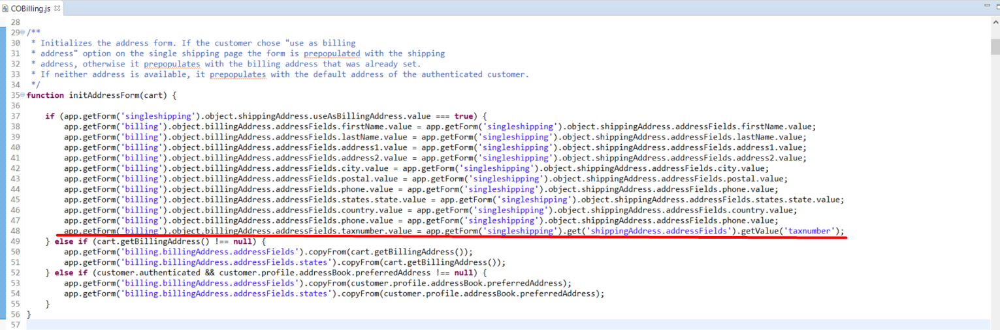 COBilling.js
28
29 /**
30  * Initializes the address form. If the customer chose "use as billing
31  * address" option on the single shipping page the form is prepopulated with the shipping
32  * address, otherwise it prepopulates with the billing address that was already set.
33  * If neither address is available, it prepopulates with the default address of the authenticated customer.
34  */
35 function initAddressForm(cart) {
36
37     if (app.getForm('singleshipping').object.shippingAddress.useAsBillingAddress.value === true) {
38         app.getForm('billing').object.billingAddress.addressFields.firstName.value = app.getForm('singleshipping').object.shippingAddress.addressFields.firstName.value;
39         app.getForm('billing').object.billingAddress.addressFields.lastName.value = app.getForm('singleshipping').object.shippingAddress.addressFields.lastName.value;
40         app.getForm('billing').object.billingAddress.addressFields.address1.value = app.getForm('singleshipping').object.shippingAddress.addressFields.address1.value;
41         app.getForm('billing').object.billingAddress.addressFields.address2.value = app.getForm('singleshipping').object.shippingAddress.addressFields.address2.value;
42         app.getForm('billing').object.billingAddress.addressFields.city.value = app.getForm('singleshipping').object.shippingAddress.addressFields.city.value;
43         app.getForm('billing').object.billingAddress.addressFields.postal.value = app.getForm('singleshipping').object.shippingAddress.addressFields.postal.value;
44         app.getForm('billing').object.billingAddress.addressFields.phone.value = app.getForm('singleshipping').object.shippingAddress.addressFields.phone.value;
45         app.getForm('billing').object.billingAddress.addressFields.states.state.value = app.getForm('singleshipping').object.shippingAddress.addressFields.states.state.value;
46         app.getForm('billing').object.billingAddress.addressFields.country.value = app.getForm('singleshipping').object.shippingAddress.addressFields.country.value;
47         app.getForm('billing').object.billingAddress.addressFields.phone.value = app.getForm('singleshipping').object.shippingAddress.addressFields.phone.value;
48         app.getForm('billing').object.billingAddress.addressFields.taxnumber.value = app.getForm('singleshipping').get('shippingAddress.addressFields').getValue('taxnumber');
49     } else if (cart.getBillingAddress() !== null) {
50         app.getForm('billing.billingAddress.addressFields').copyFrom(cart.getBillingAddress());
51         app.getForm('billing.billingAddress.addressFields.states').copyFrom(cart.getBillingAddress());
52     } else if (customer.authenticated && customer.profile.addressBook.preferredAddress !== null) {
53         app.getForm('billing.billingAddress.addressFields').copyFrom(customer.profile.addressBook.preferredAddress);
54         app.getForm('billing.billingAddress.addressFields.states').copyFrom(customer.profile.addressBook.preferredAddress);
55     }
56 }
57